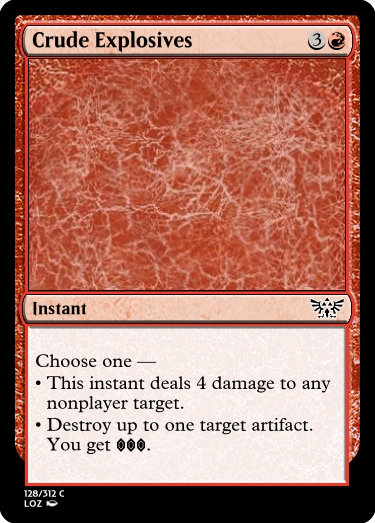 Crude Explosives 3
Instant
Choose one —
• This instant deals 4 damage to any
nonplayer target.
• Destroy up to one target artifact.
You get .
128/312 C
LOZ